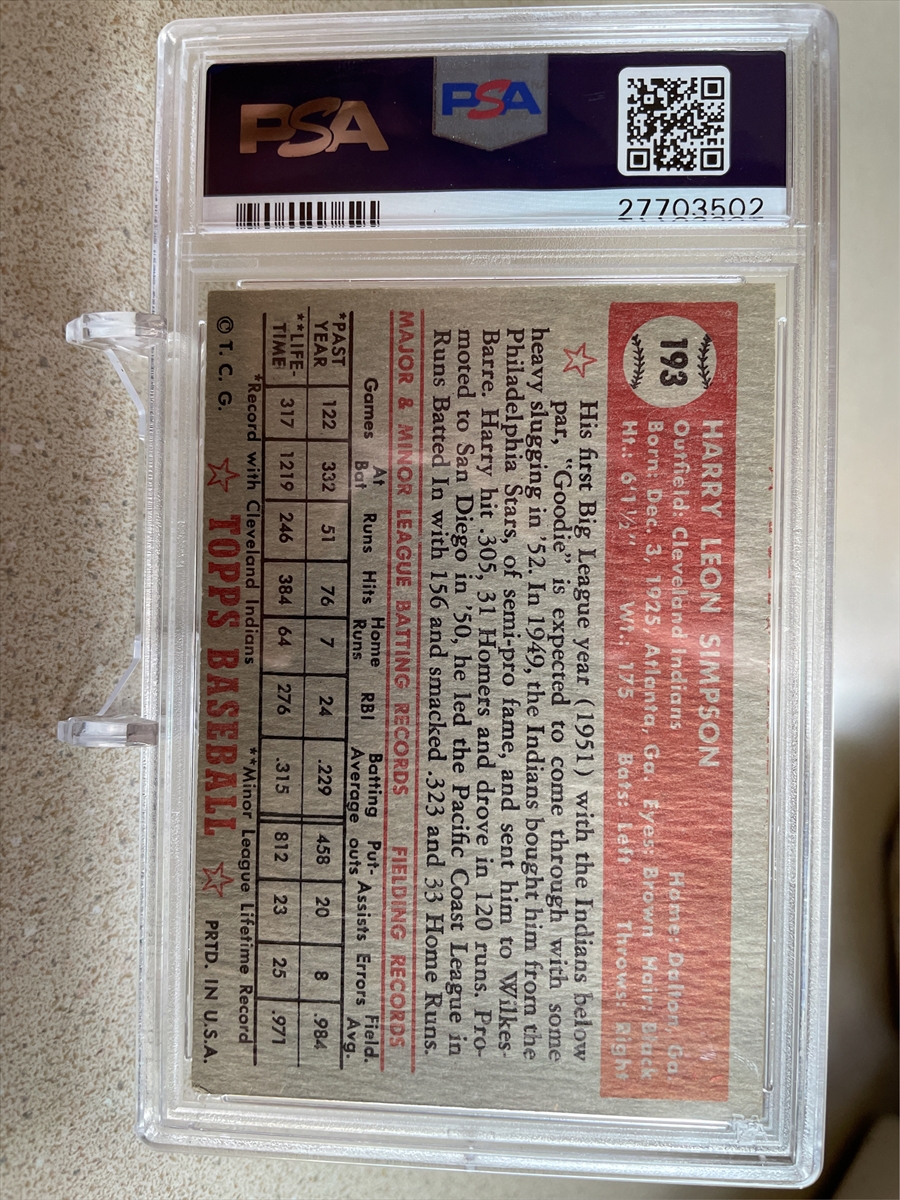 PSA
PSA
27703502
193
HARRY LEON SIMPSON
Outfield: Cleveland Indians Home: Dalton, Ga.
Born: Dec. 3, 1925, Atlanta, Ga. Eyes: Brown Hair: Black
Ht.: 6'1½" Wt.: 175 Bats: Left Throws: Right
His first Big League year (1951) with the Indians below
par, "Goodie" is expected to come through with some
heavy slugging in '52. In 1949, the Indians bought him from the
Philadelphia Stars, of semi-pro fame, and sent him to Wilkes-
Barre. Harry hit .305, 31 Homers and drove in 120 runs. Pro-
moted to San Diego in '50, he led the Pacific Coast League in
Runs Batted In with 156 and smacked .323 and 33 Home Runs.
MAJOR & MINOR LEAGUE BATTING RECORDS FIELDING RECORDS
Games At Bat Runs Hits Home Runs RBI Batting Average Put-outs Assists Errors Field. Avg.
*PAST YEAR 122 332 51 76 7 24 .229 458 20 8 .984
**LIFE-TIME 317 1219 246 384 64 276 .315 812 23 25 .971
*Record with Cleveland Indians **Minor League Lifetime Record
© T. C. G. TOPPS BASEBALL PRTD. IN U.S.A.